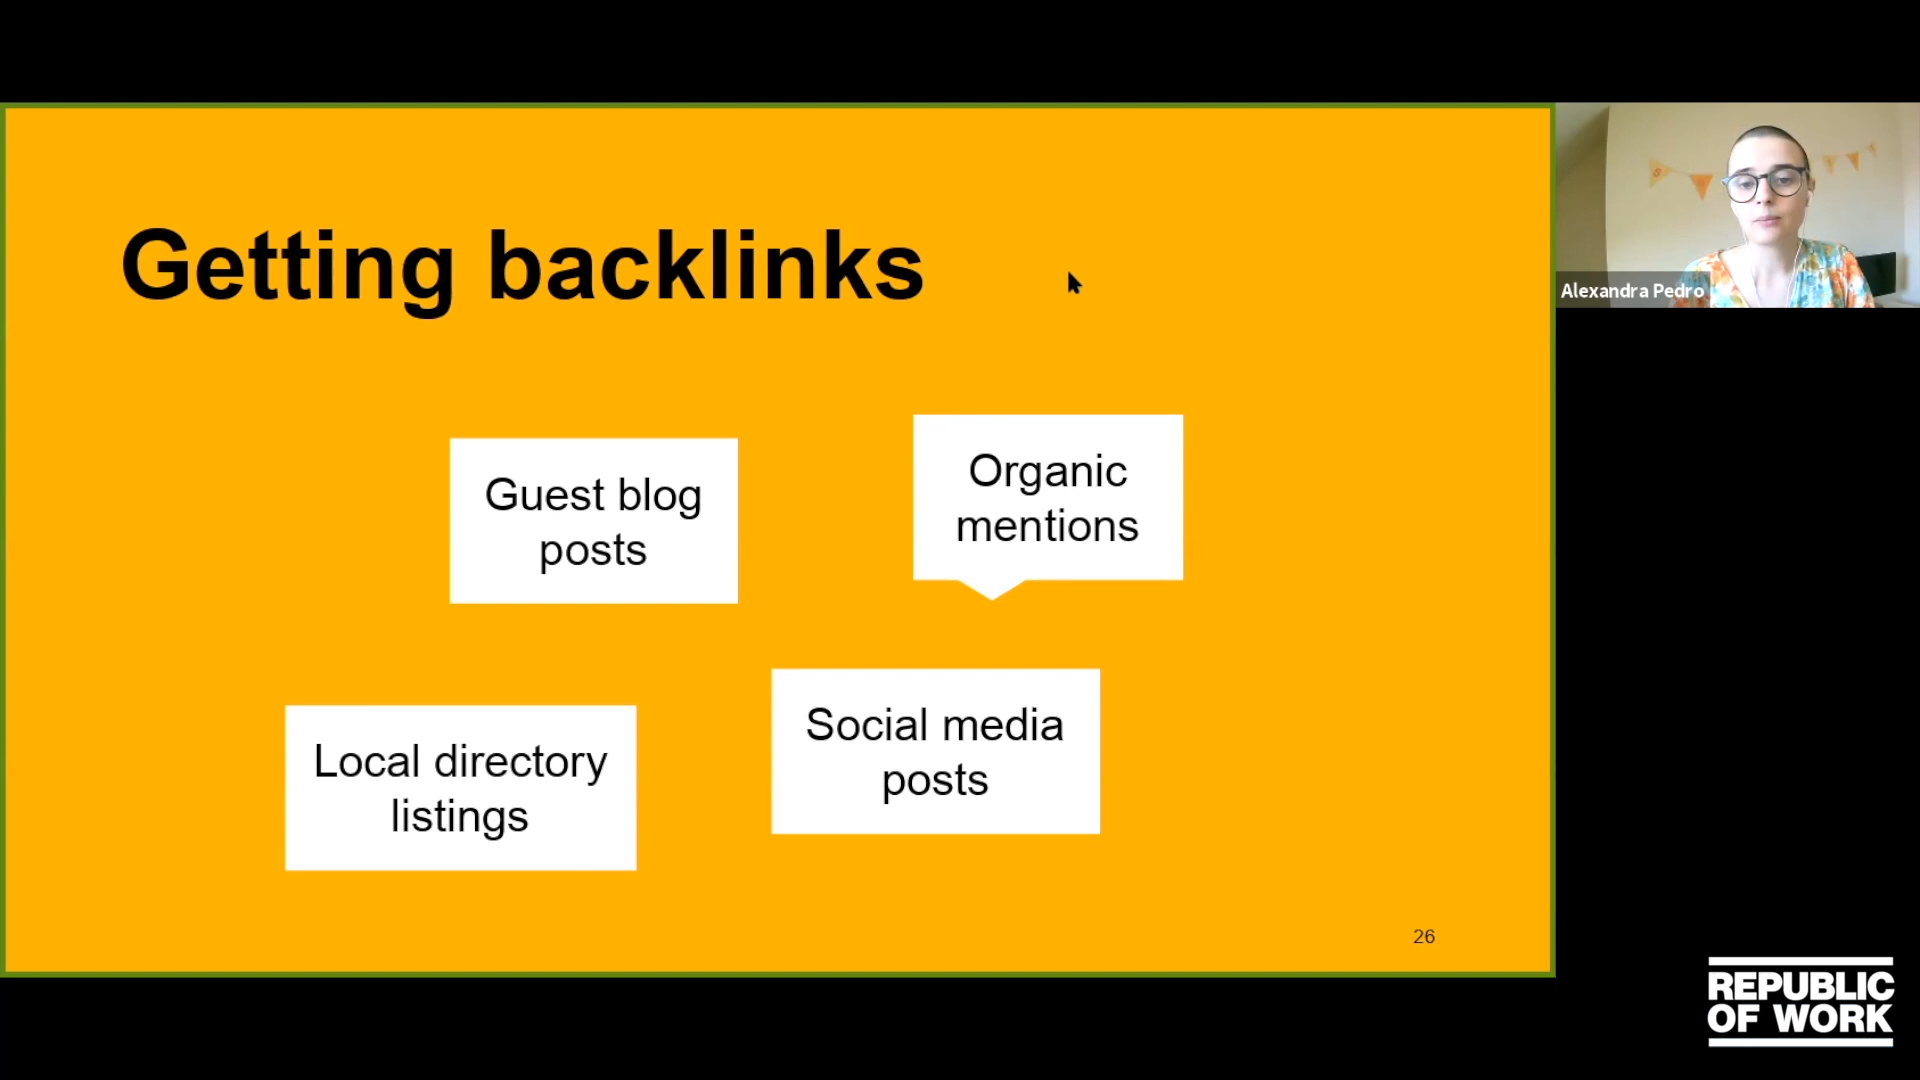 Getting backlinks
Guest blog
posts
Organic
mentions
Local directory
listings
Social media
posts
26
Alexandra Pedro
REPUBLIC
OF WORK